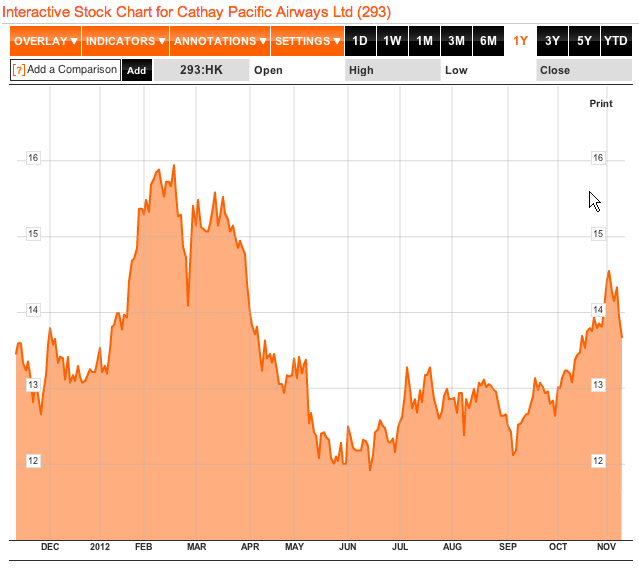 Interactive Stock Chart for Cathay Pacific Airways Ltd (293)
OVERLAY ▼ INDICATORS ▼ ANNOTATIONS ▼ SETTINGS ▼ 1D 1W 1M 3M 6M 1Y 3Y 5Y YTD
[?] Add a Comparison Add 293:HK Open High Low Close
Print
16 16
15 15
14 14
13 13
12 12
DEC 2012 FEB MAR APR MAY JUN JUL AUG SEP OCT NOV